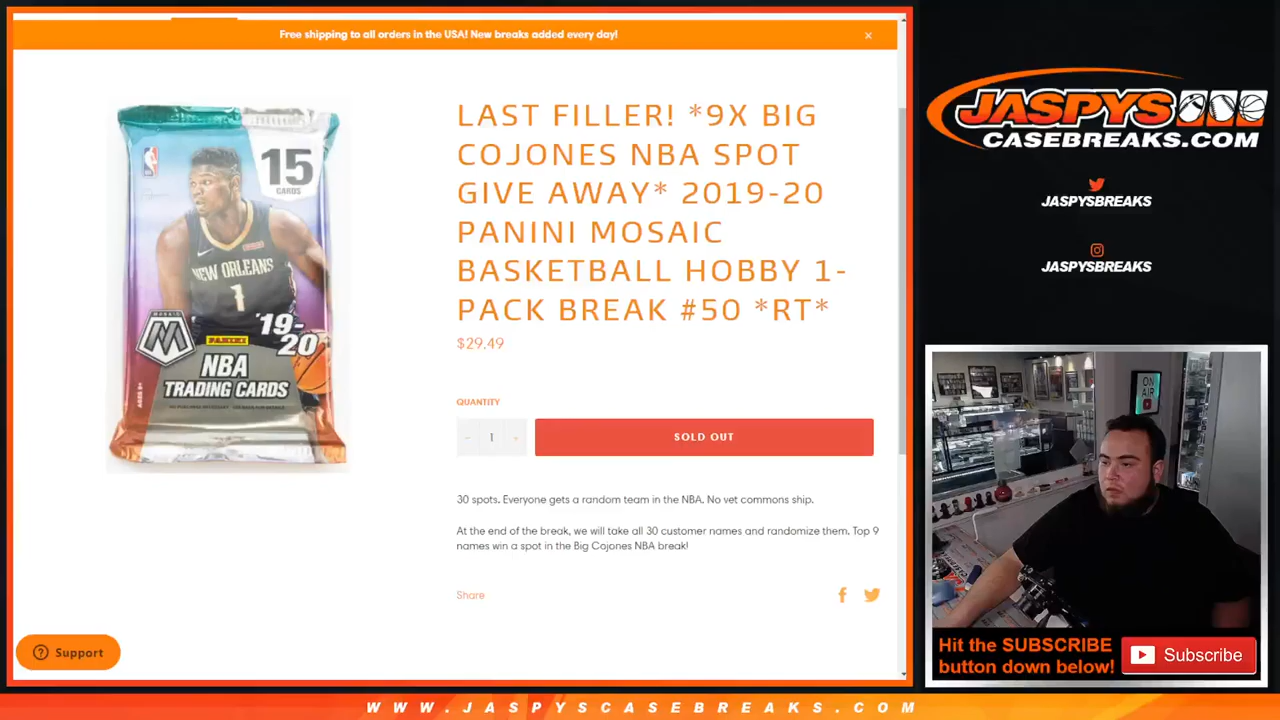 Free shipping to all orders in the USA! New breaks added every day!
×
15
CARDS
NEW ORLEANS
1
MOSAIC
PANINI
'19-
20
NBA
TRADING CARDS
LAST FILLER! *9X BIG
COJONES NBA SPOT
GIVE AWAY* 2019-20
PANINI MOSAIC
BASKETBALL HOBBY 1-
PACK BREAK #50 *RT*
$29.49
QUANTITY
- 1 +
SOLD OUT
30 spots. Everyone gets a random team in the NBA. No vet commons ship.
At the end of the break, we will take all 30 customer names and randomize them. Top 9
names win a spot in the Big Cojones NBA break!
Share
Support
JASPYS
CASEBREAKS.COM
JASPYSBREAKS
JASPYSBREAKS
ON
AIR
Hit the SUBSCRIBE
button down below!
Subscribe
WWW.JASPYSCASEBREAKS.COM